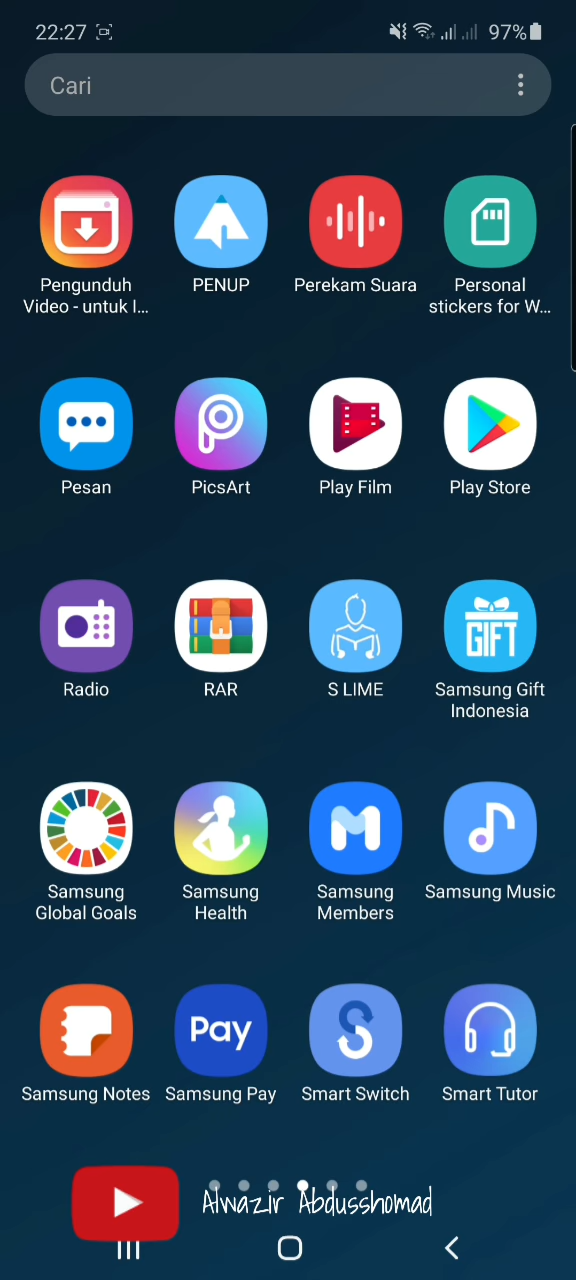 22:27
97%
Cari
Pengunduh
Video - untuk I...
PENUP
Perekam Suara
Personal
stickers for W...
Pesan
PicsArt
Play Film
Play Store
Radio
RAR
S LIME
GIFT
Samsung Gift
Indonesia
Samsung
Global Goals
Samsung
Health
Samsung
Members
Samsung Music
Pay
Samsung Notes
Samsung Pay
Smart Switch
Smart Tutor
Alwazir Abdusshomad